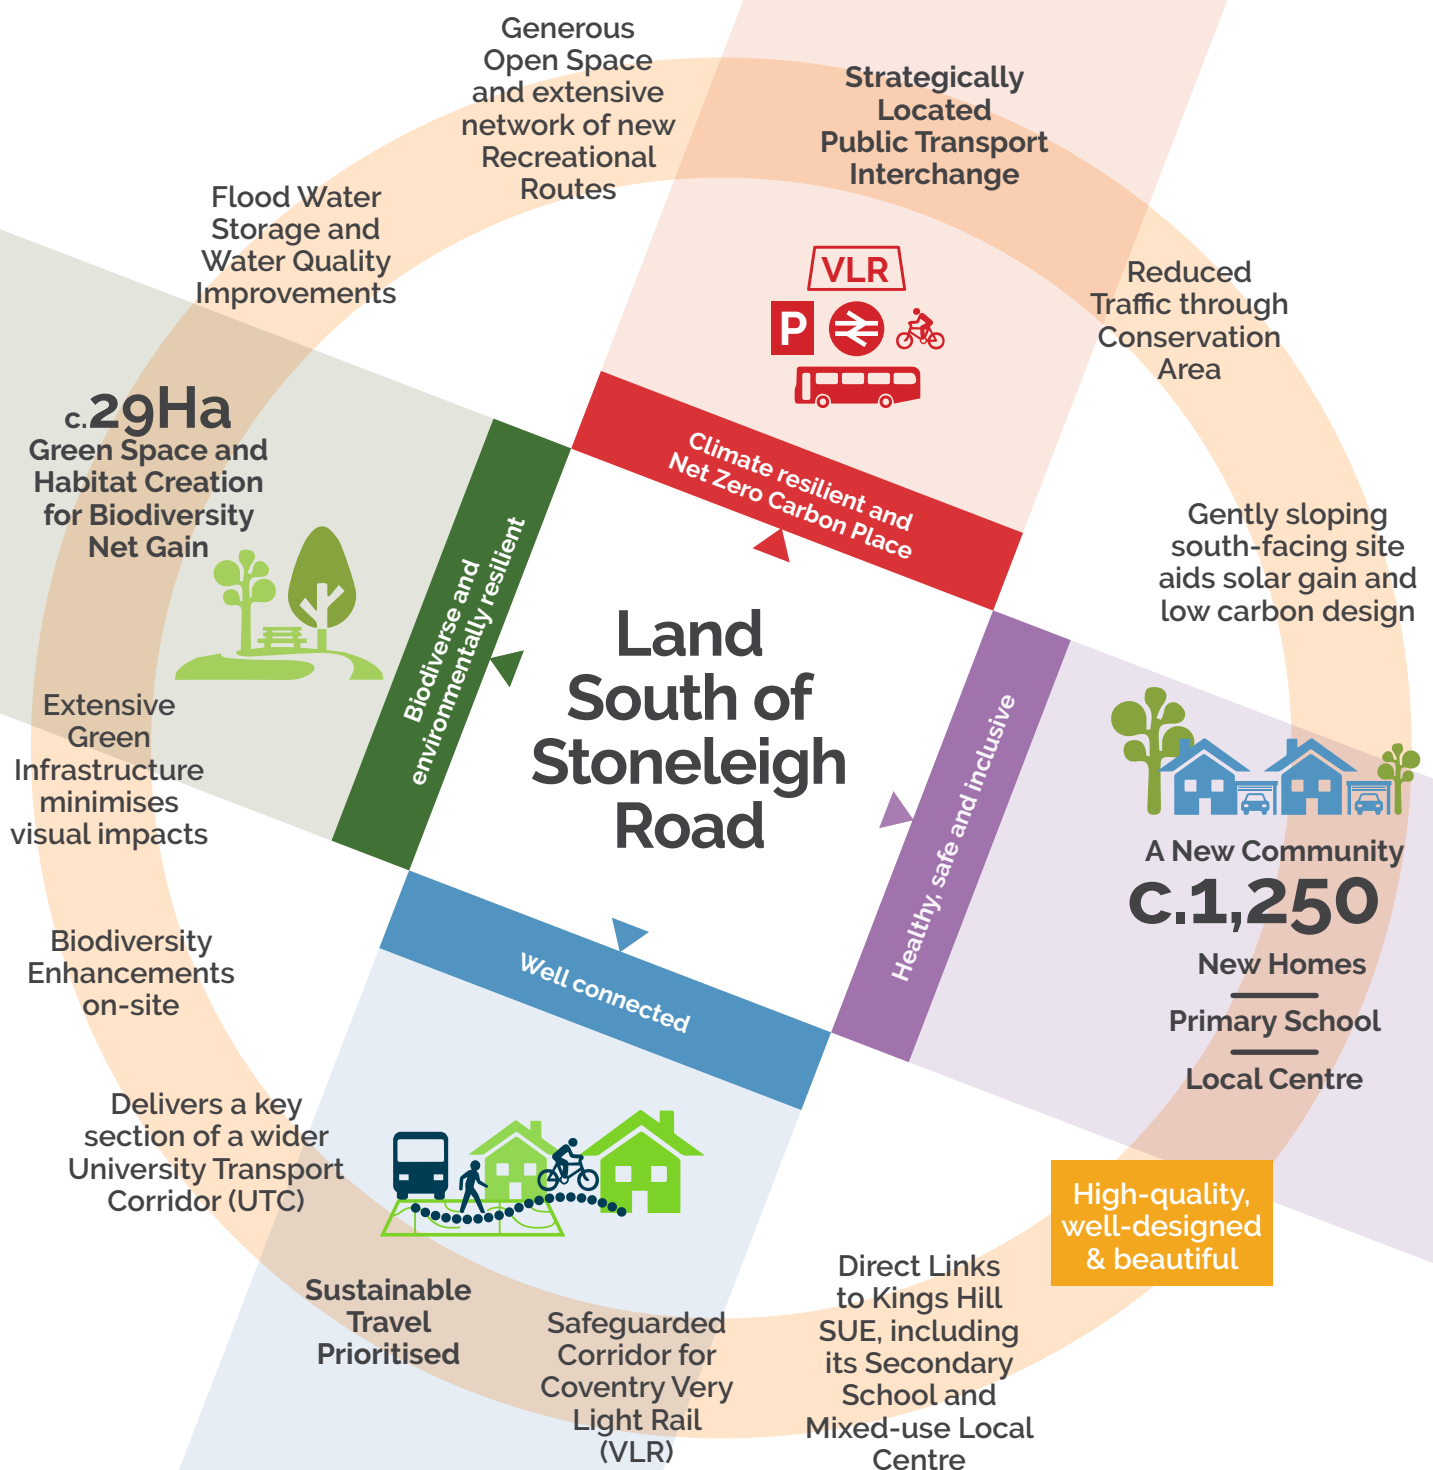 Generous
Open Space
and extensive
network of new
Recreational
Routes
Strategically
Located
Public Transport
Interchange
Flood Water
Storage and
Water Quality
Improvements
VLR
P
Reduced
Traffic through
Conservation
Area
c.29Ha
Green Space and
Habitat Creation
for Biodiversity
Net Gain
Climate resilient and
Net Zero Carbon Place
Gently sloping
south-facing site
aids solar gain and
low carbon design
Biodiverse and
environmentally resilient
Land
South of
Stoneleigh
Road
Healthy, safe and inclusive
Extensive
Green
Infrastructure
minimises
visual impacts
A New Community
c.1,250
New Homes
Primary School
Local Centre
Biodiversity
Enhancements
on-site
Well connected
Delivers a key
section of a wider
University Transport
Corridor (UTC)
High-quality,
well-designed
& beautiful
Sustainable
Travel
Prioritised
Safeguarded
Corridor for
Coventry Very
Light Rail
(VLR)
Direct Links
to Kings Hill
SUE, including
its Secondary
School and
Mixed-use Local
Centre